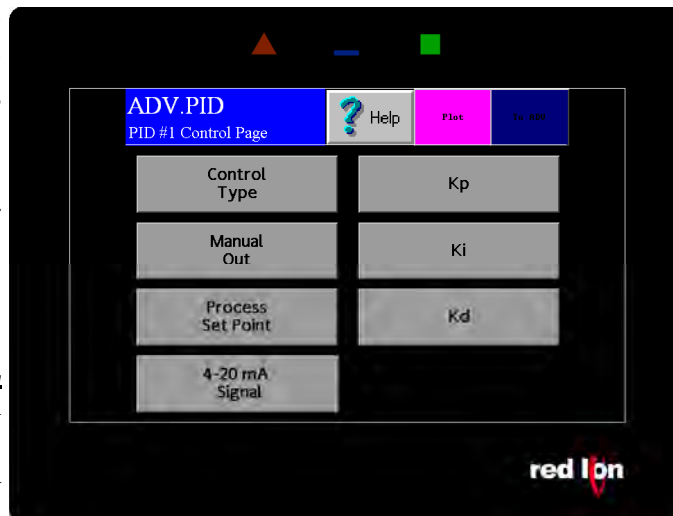 ADV.PID
PID #1 Control Page
Help
Plot
Control
Type
Kp
Manual
Out
Ki
Process
Set Point
Kd
4-20 mA
Signal
red lion